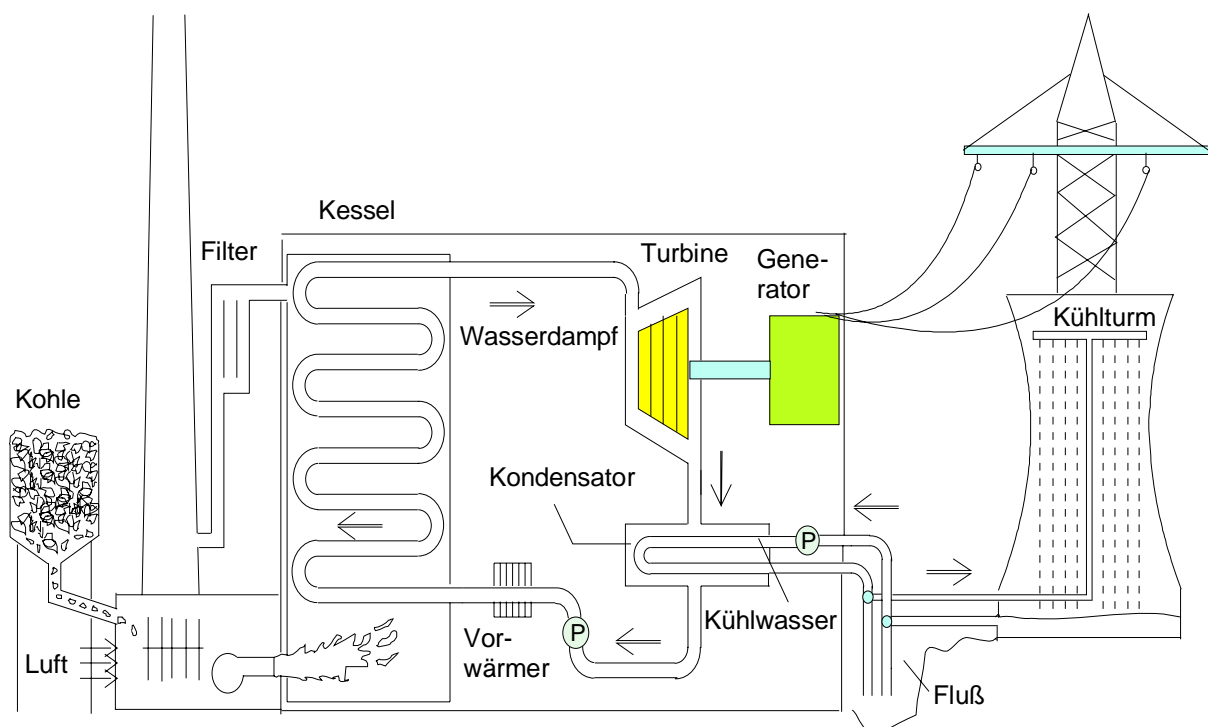 Kessel
Filter
Turbine
Gene-
rator
Kühlturm
Wasserdampf
Kohle
Kondensator
P
Kühlwasser
Vor-
wärmer
P
Luft
Fluß